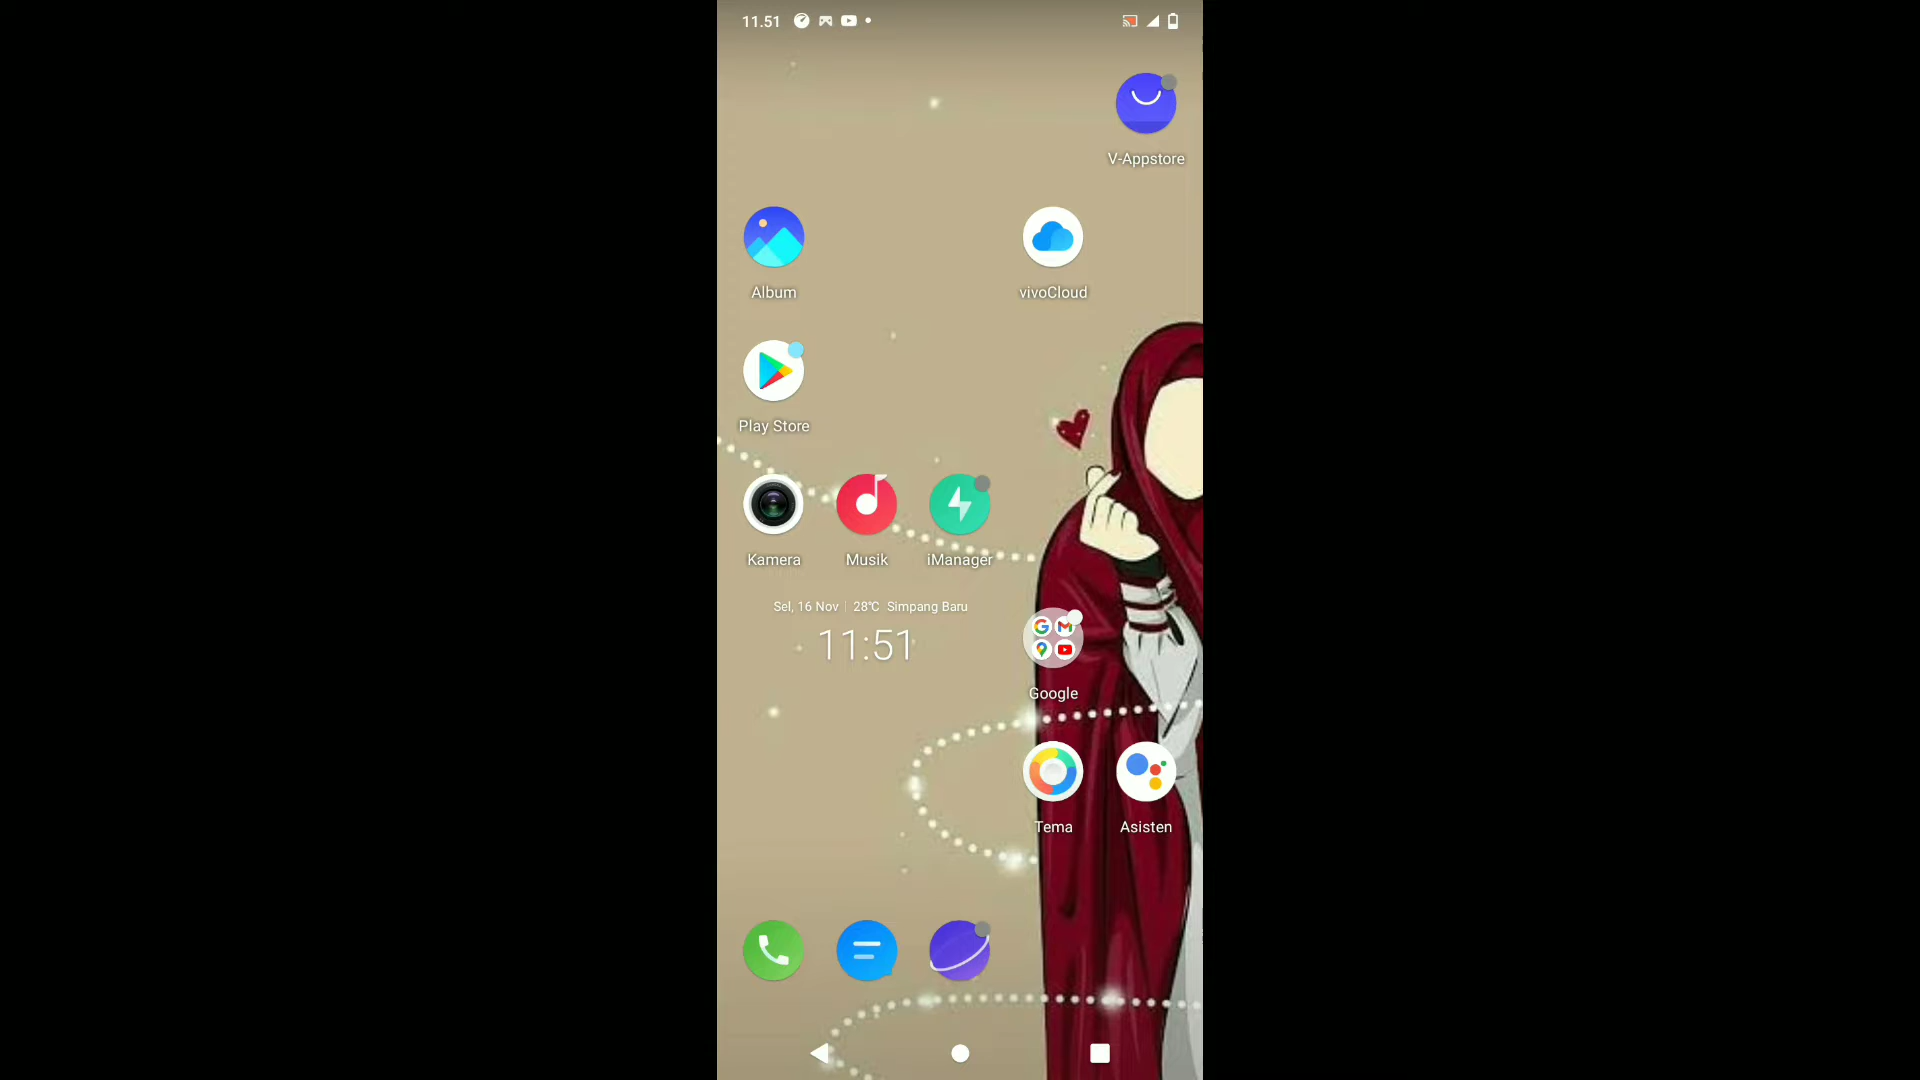 11.51
V-Appstore
Album
vivoCloud
Play Store
Kamera
Musik
iManager
Sel, 16 Nov | 28℃ Simpang Baru
11:51
Google
Tema
Asisten